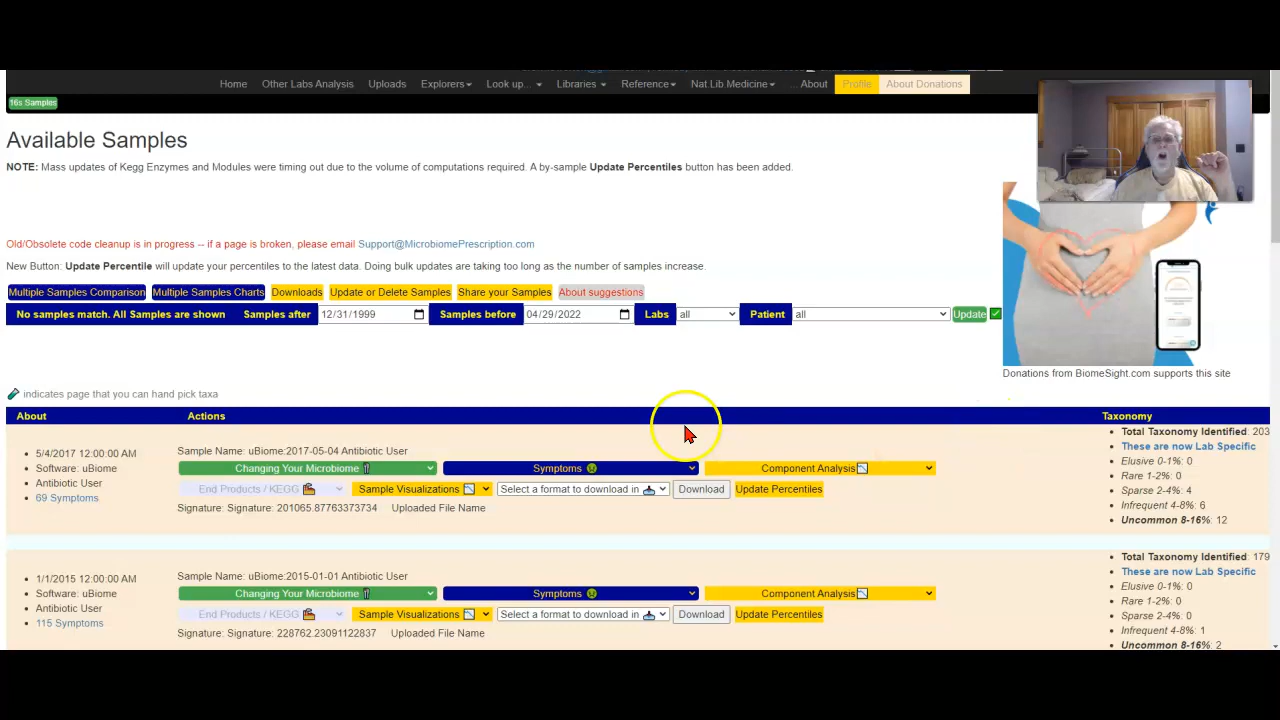 Home Other Labs Analysis Uploads Explorers Look up... Libraries Reference Nat.Lib.Medicine ... About Profile About Donations
16s Samples
Available Samples
NOTE: Mass updates of Kegg Enzymes and Modules were timing out due to the volume of computations required. A by-sample Update Percentiles button has been added.
Old/Obsolete code cleanup is in progress -- if a page is broken, please email Support@MicrobiomePrescription.com
New Button: Update Percentile will update your percentiles to the latest data. Doing bulk updates are taking too long as the number of samples increase.
Multiple Samples Comparison Multiple Samples Charts Downloads Update or Delete Samples Share your Samples About suggestions
No samples match. All Samples are shown Samples after 12/31/1999 Samples before 04/29/2022 Labs all Patient all Update
Donations from BiomeSight.com supports this site
indicates page that you can hand pick taxa
About Actions Taxonomy
5/4/2017 12:00:00 AM
Software: uBiome
Antibiotic User
69 Symptoms
Sample Name: uBiome:2017-05-04 Antibiotic User
Changing Your Microbiome Symptoms Component Analysis
End Products / KEGG Sample Visualizations Select a format to download in Download Update Percentiles
Signature: Signature: 201065.87763373734 Uploaded File Name
Total Taxonomy Identified: 203
These are now Lab Specific
Elusive 0-1%: 0
Rare 1-2%: 0
Sparse 2-4%: 4
Infrequent 4-8%: 6
Uncommon 8-16%: 12
1/1/2015 12:00:00 AM
Software: uBiome
Antibiotic User
115 Symptoms
Sample Name: uBiome:2015-01-01 Antibiotic User
Changing Your Microbiome Symptoms Component Analysis
End Products / KEGG Sample Visualizations Select a format to download in Download Update Percentiles
Signature: Signature: 228762.23091122837 Uploaded File Name
Total Taxonomy Identified: 179
These are now Lab Specific
Elusive 0-1%: 0
Rare 1-2%: 0
Sparse 2-4%: 0
Infrequent 4-8%: 1
Uncommon 8-16%: 2